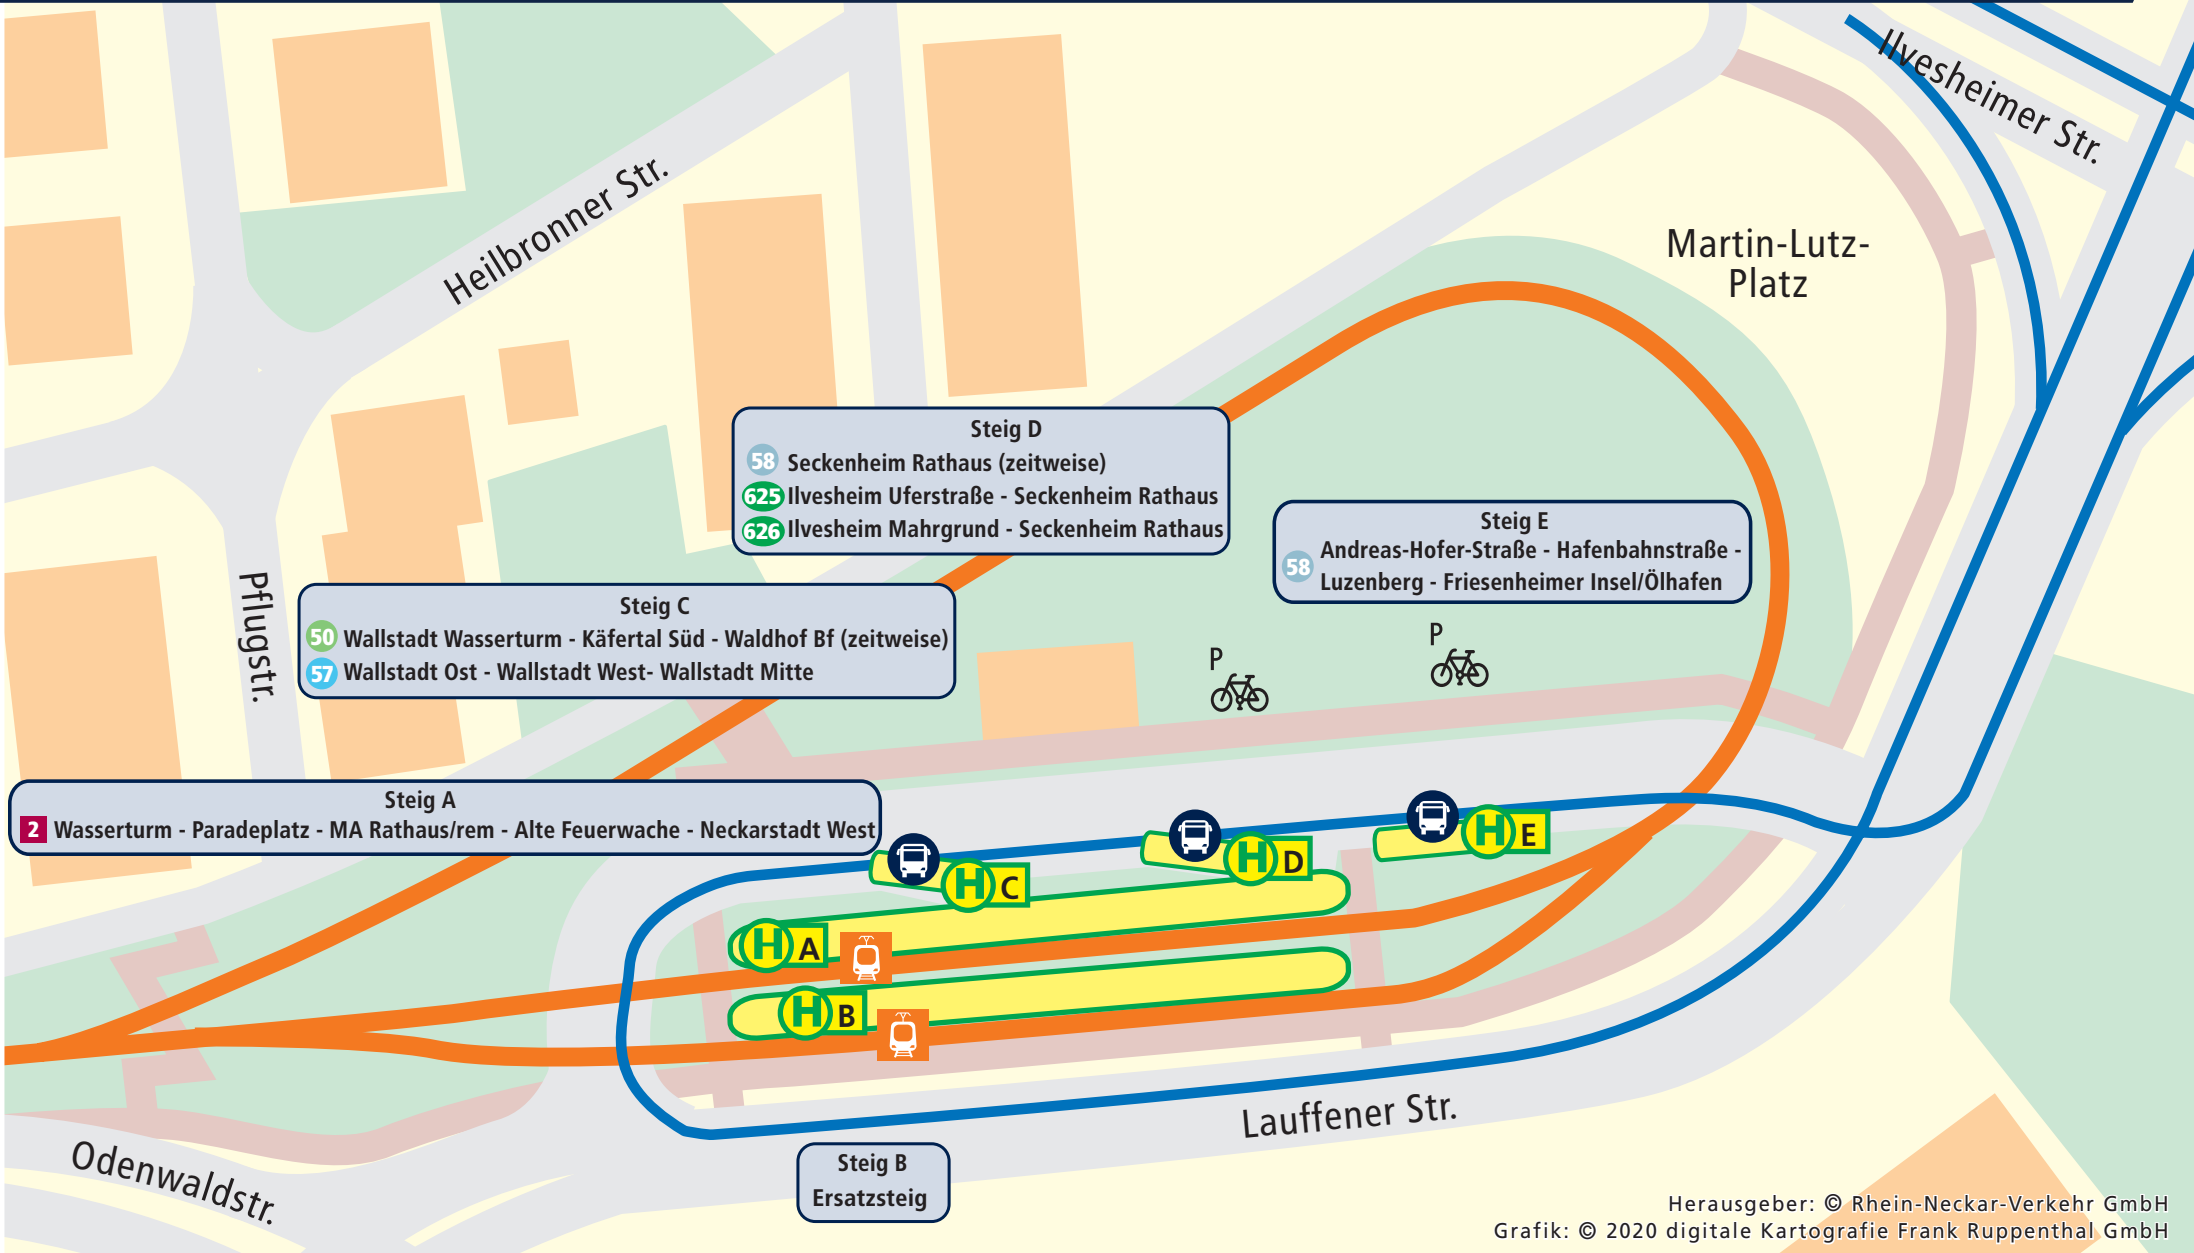 Ilvesheimer Str.
Heilbronner Str.
Martin-Lutz-
Platz
Steig D
58 Seckenheim Rathaus (zeitweise)
625 Ilvesheim Uferstraße - Seckenheim Rathaus
626 Ilvesheim Mahrgrund - Seckenheim Rathaus
Steig E
58 Andreas-Hofer-Straße - Hafenbahnstraße -
Luzenberg - Friesenheimer Insel/Ölhafen
Pflugstr.
Steig C
50 Wallstadt Wasserturm - Käfertal Süd - Waldhof Bf (zeitweise)
57 Wallstadt Ost - Wallstadt West- Wallstadt Mitte
P
P
Steig A
2 Wasserturm - Paradeplatz - MA Rathaus/rem - Alte Feuerwache - Neckarstadt West
H E
H D
H C
H A
H B
Lauffener Str.
Odenwaldstr.
Steig B
Ersatzsteig
Herausgeber: © Rhein-Neckar-Verkehr GmbH
Grafik: © 2020 digitale Kartografie Frank Ruppenthal GmbH